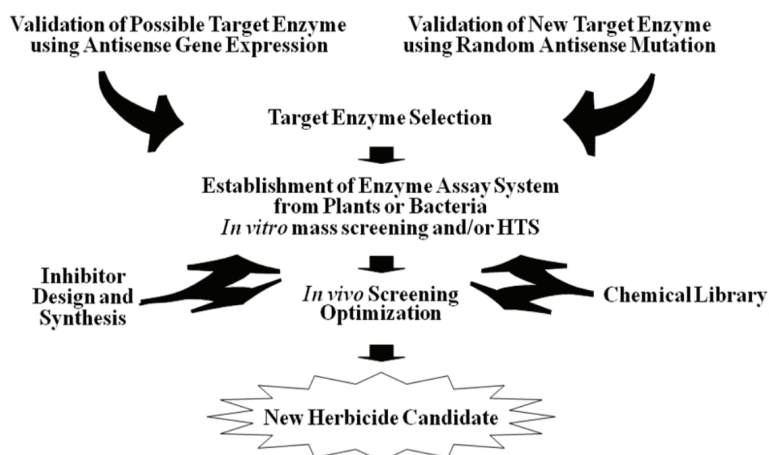 Validation of Possible Target Enzyme
using Antisense Gene Expression
Validation of New Target Enzyme
using Random Antisense Mutation
Target Enzyme Selection
Establishment of Enzyme Assay System
from Plants or Bacteria
In vitro mass screening and/or HTS
Inhibitor
Design and
Synthesis
In vivo Screening
Optimization
Chemical Library
New Herbicide Candidate